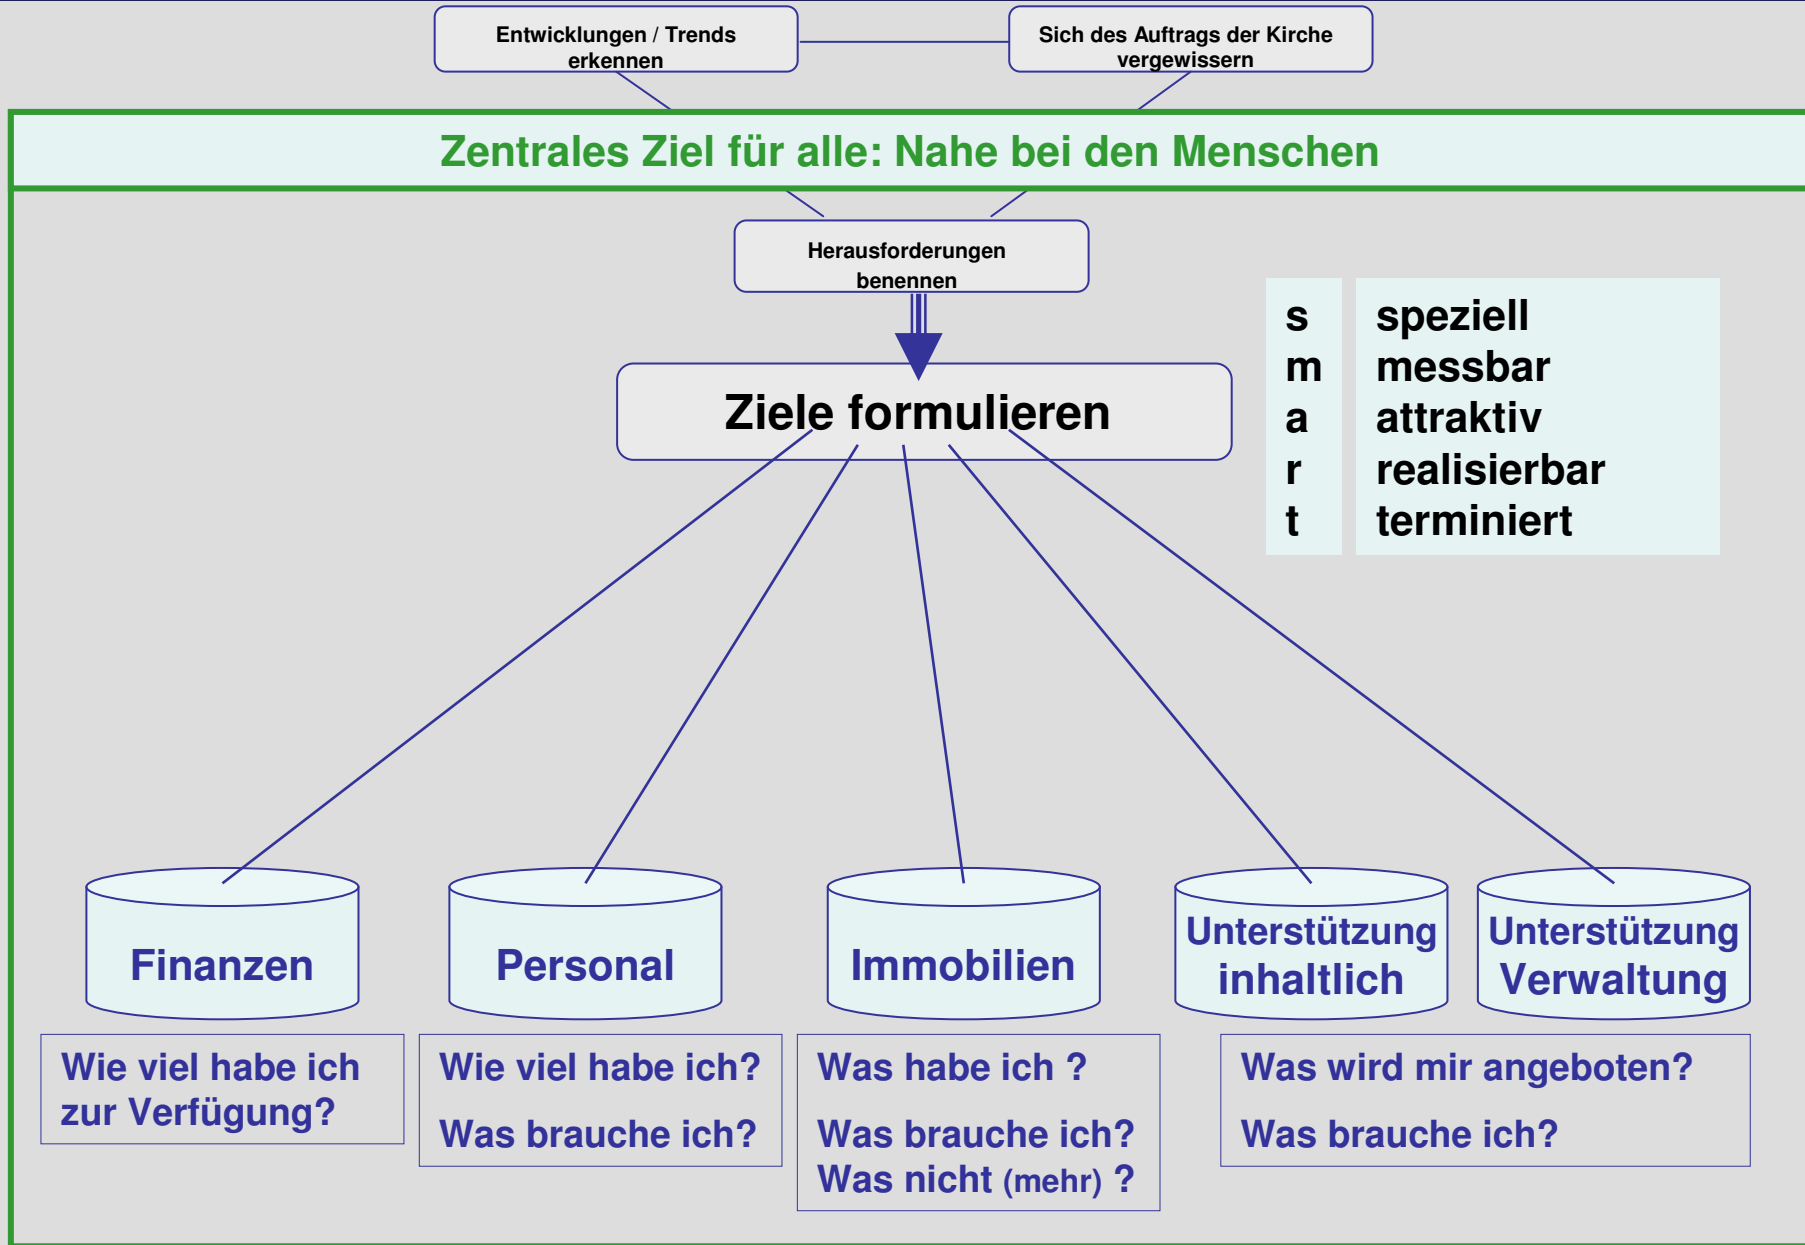 Entwicklungen / Trends
erkennen
Sich des Auftrags der Kirche
vergewissern
Zentrales Ziel für alle: Nahe bei den Menschen
Herausforderungen
benennen
Ziele formulieren
s speziell
m messbar
a attraktiv
r realisierbar
t terminiert
Finanzen
Personal
Immobilien
Unterstützung
inhaltlich
Unterstützung
Verwaltung
Wie viel habe ich
zur Verfügung?
Wie viel habe ich?
Was brauche ich?
Was habe ich ?
Was brauche ich?
Was nicht (mehr) ?
Was wird mir angeboten?
Was brauche ich?